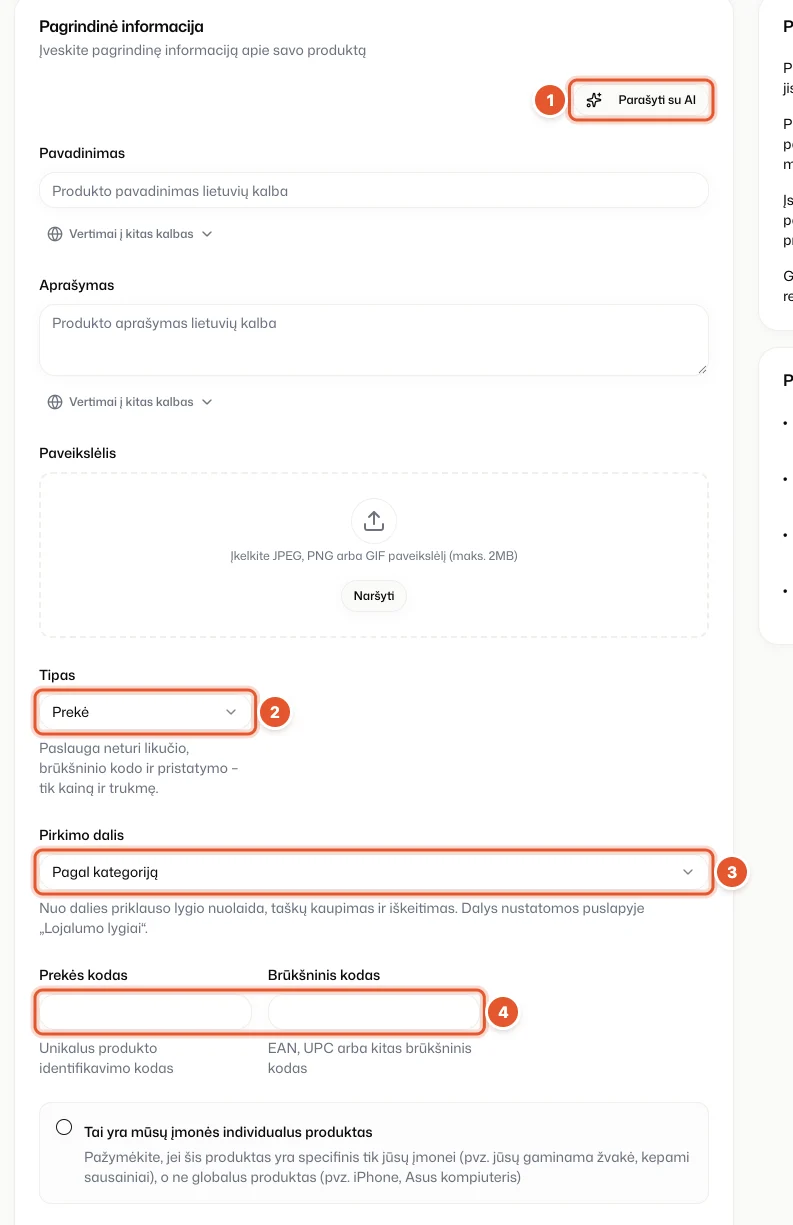 Pagrindinė informacija
Įveskite pagrindinę informaciją apie savo produktą
1
Parašyti su AI
Pavadinimas
Produkto pavadinimas lietuvių kalba
Vertimai į kitas kalbas
Aprašymas
Produkto aprašymas lietuvių kalba
Vertimai į kitas kalbas
Paveikslėlis
Įkelkite JPEG, PNG arba GIF paveikslėlį (maks. 2MB)
Naršyti
Tipas
Prekė
2
Paslauga neturi likučio,
brūkšninio kodo ir pristatymo –
tik kainą ir trukmę.
Pirkimo dalis
Pagal kategoriją
3
Nuo dalies priklauso lygio nuolaida, taškų kaupimas ir iškeitimas. Dalys nustatomos puslapyje
„Lojalumo lygiai“.
Prekės kodas
Brūkšninis kodas
4
Unikalus produkto
identifikavimo kodas
EAN, UPC arba kitas brūkšninis
kodas
Tai yra mūsų įmonės individualus produktas
Pažymėkite, jei šis produktas yra specifinis tik jūsų įmonei (pvz. jūsų gaminama žvakė, kepami
sausainiai), o ne globalus produktas (pvz. iPhone, Asus kompiuteris)